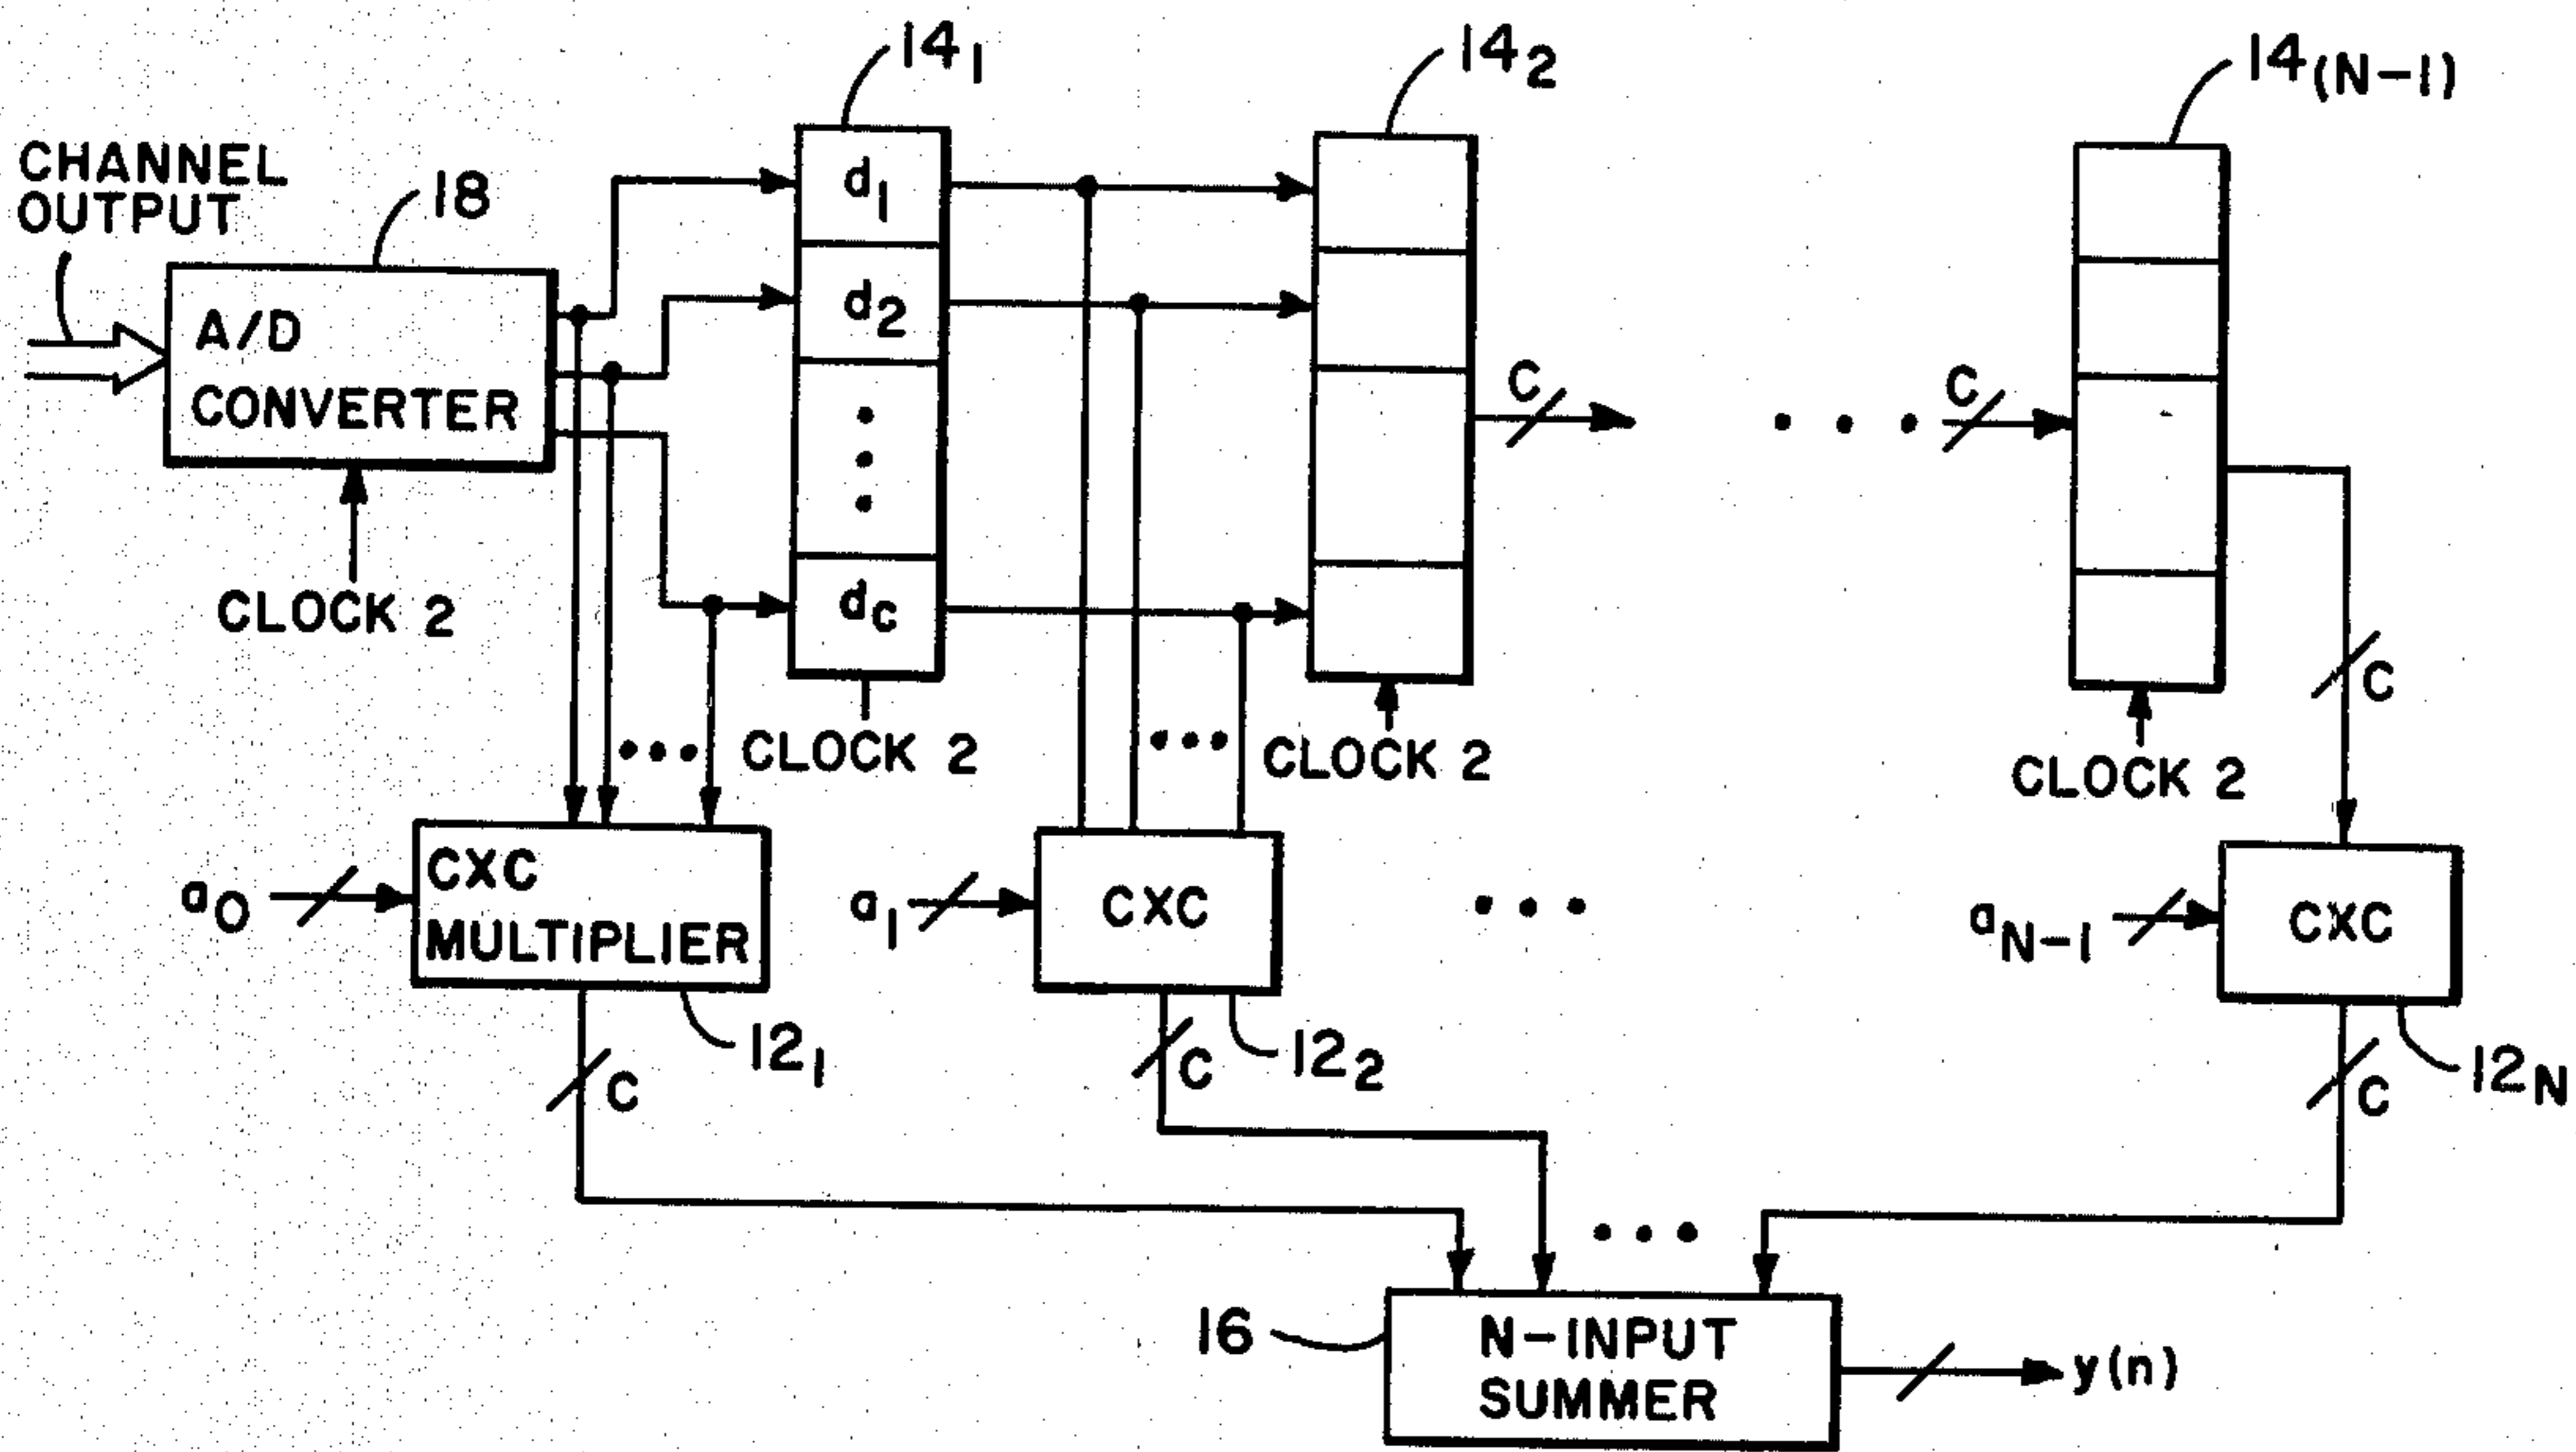 14₁
14₂
14(N-1)
CHANNEL
OUTPUT
18
A/D
CONVERTER
d₁
d₂
dC
C
C
CLOCK 2
C
CLOCK 2
CLOCK 2
CLOCK 2
a₀
CXC
MULTIPLIER
a₁
CXC
aN-1
CXC
12₁
12₂
12N
C
C
C
16
N-INPUT
SUMMER
y(n)